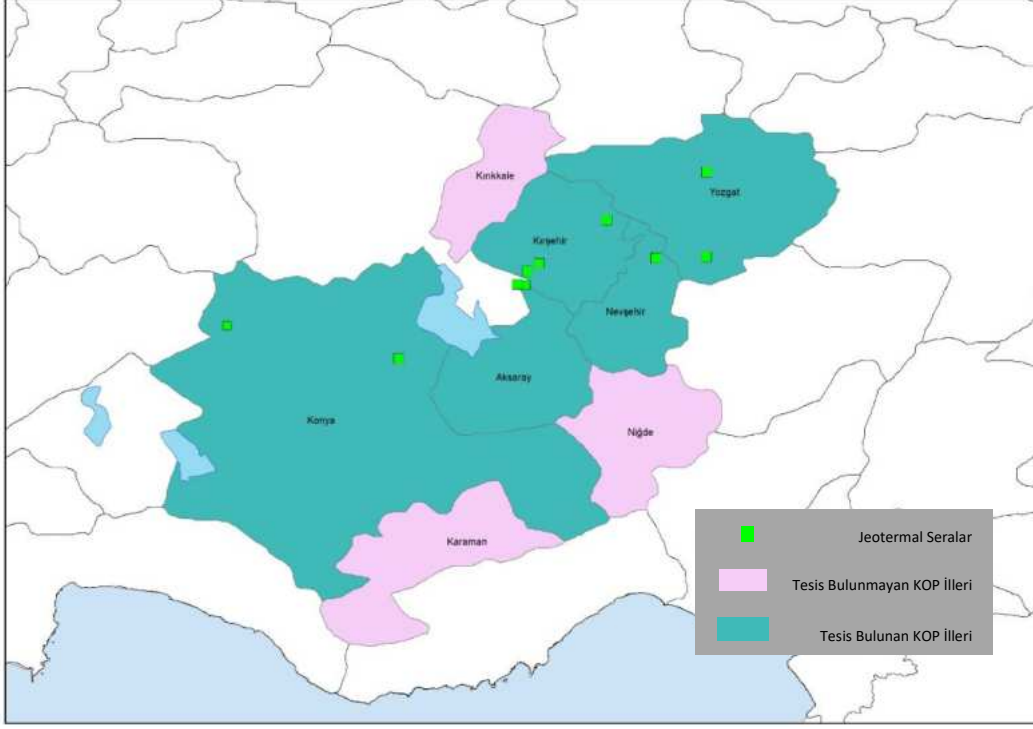 Kırıkkale
Yozgat
Kırşehir
Nevşehir
Aksaray
Konya
Niğde
Karaman
Jeotermal Seralar
Tesis Bulunmayan KOP İlleri
Tesis Bulunan KOP İlleri